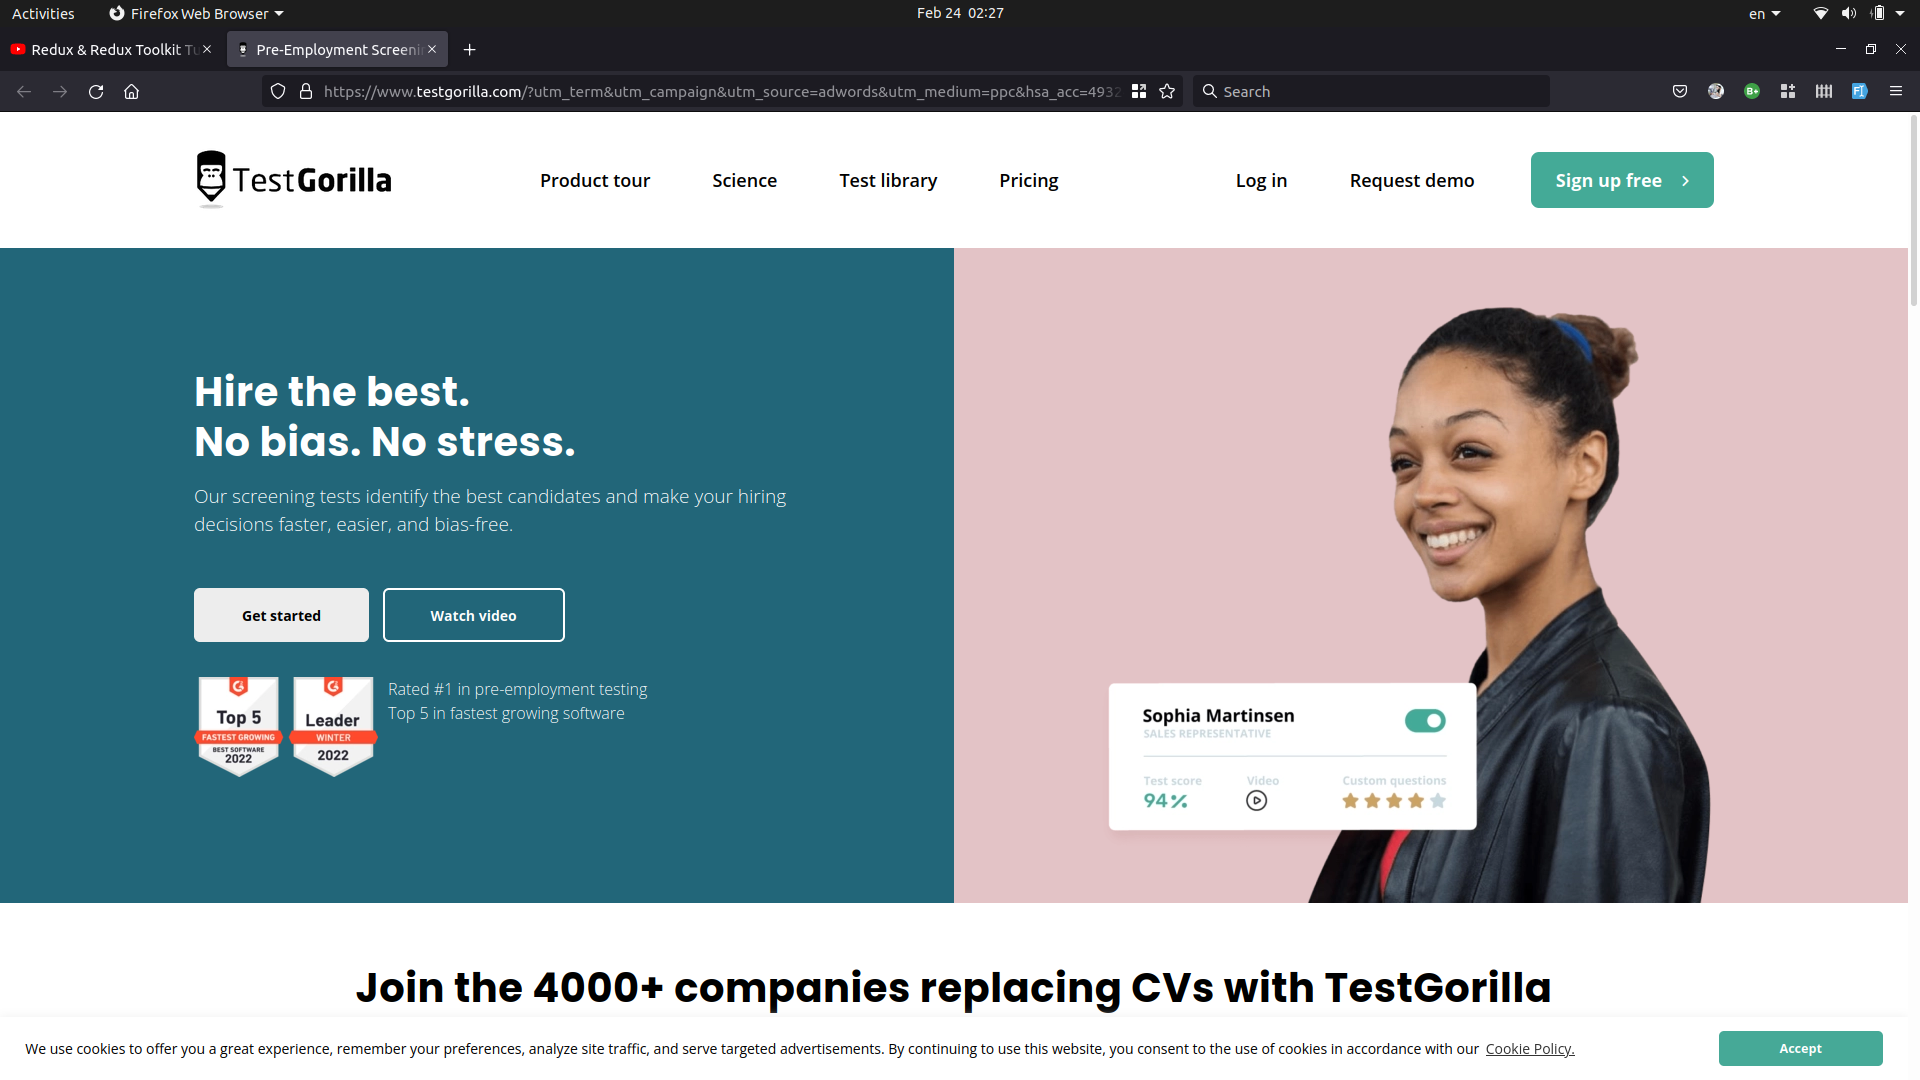 Activities
Firefox Web Browser
Feb 24 02:27
en
Redux & Redux Toolkit Tu
Pre-Employment Screeni
https://www.testgorilla.com/?utm_term&utm_campaign&utm_source=adwords&utm_medium=ppc&hsa_acc=4932
Search
TestGorilla
Product tour
Science
Test library
Pricing
Log in
Request demo
Sign up free
Hire the best.
No bias. No stress.
Our screening tests identify the best candidates and make your hiring
decisions faster, easier, and bias-free.
Get started
Watch video
Top 5
FASTEST GROWING
BEST SOFTWARE
2022
Leader
WINTER
2022
Rated #1 in pre-employment testing
Top 5 in fastest growing software
Sophia Martinsen
SALES REPRESENTATIVE
Test score
Video
Custom questions
94%
Join the 4000+ companies replacing CVs with TestGorilla
We use cookies to offer you a great experience, remember your preferences, analyze site traffic, and serve targeted advertisements. By continuing to use this website, you consent to the use of cookies in accordance with our Cookie Policy.
Accept